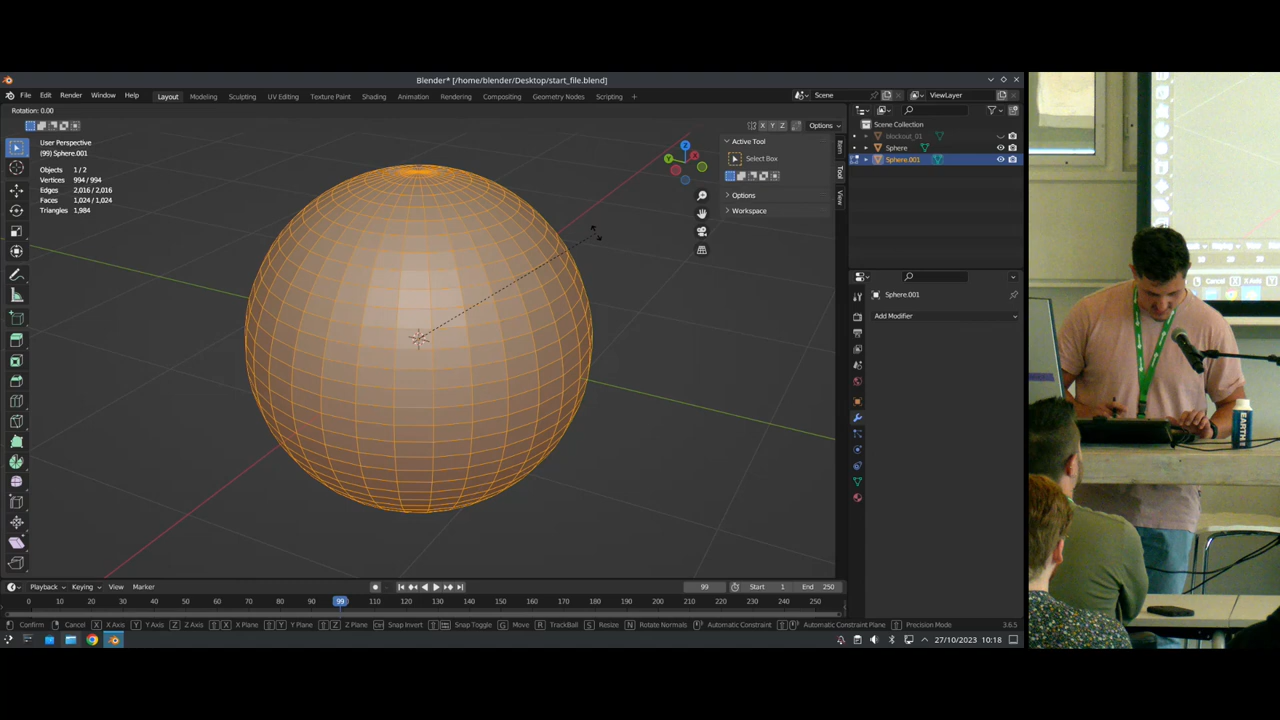 Blender* [/home/blender/Desktop/start_file.blend]
File Edit Render Window Help Layout Modeling Sculpting UV Editing Texture Paint Shading Animation Rendering Compositing Geometry Nodes Scripting + Scene ViewLayer
Rotation: 0.00
X Y Z Options
User Perspective
(99) Sphere.001
Objects 1 / 2
Vertices 994 / 994
Edges 2,016 / 2,016
Faces 1,024 / 1,024
Triangles 1,984
Active Tool
Select Box
Options
Workspace
Item
Tool
View
Z
Y
X
Scene Collection
blockout_01
Sphere
Sphere.001
Sphere.001
Add Modifier
Playback Keying View Marker 99 Start 1 End 250
0 10 20 30 40 50 60 70 80 90 99 110 120 130 140 150 160 170 180 190 200 210 220 230 240 250
Confirm Cancel X X Axis Y Y Axis Z Z Axis X X Plane Y Y Plane Z Z Plane Snap Invert Snap Toggle G Move R TrackBall S Resize N Rotate Normals Automatic Constraint Automatic Constraint Plane Precision Mode 3.6.5
27/10/2023 10:18
Cancel X X Axis
EARTH